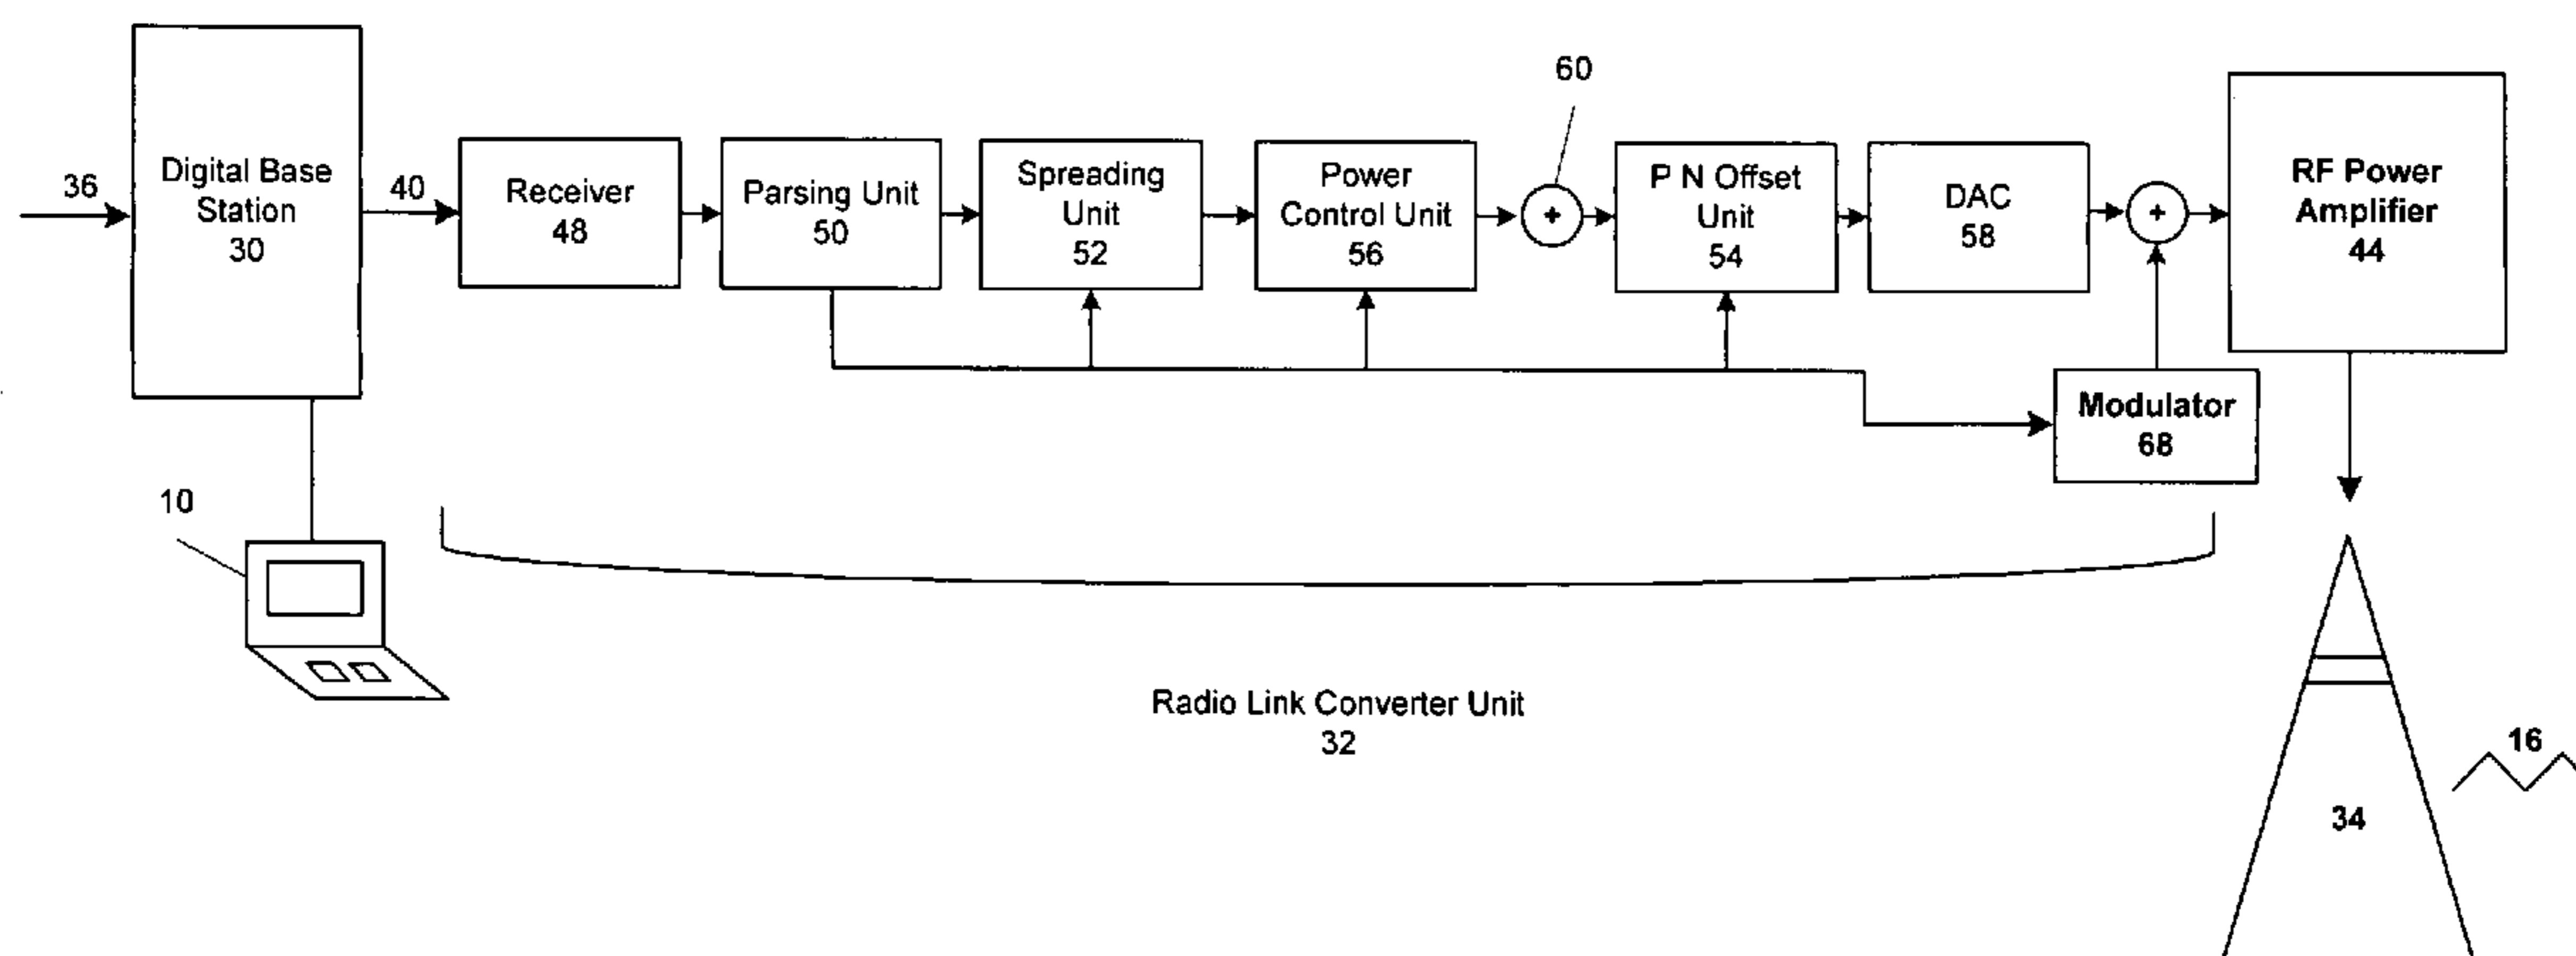 36
Digital Base
Station
30
40
Receiver
48
Parsing Unit
50
Spreading
Unit
52
Power
Control Unit
56
60
+
P N Offset
Unit
54
DAC
58
+
RF Power
Amplifier
44
Modulator
68
10
Radio Link Converter Unit
32
16
34